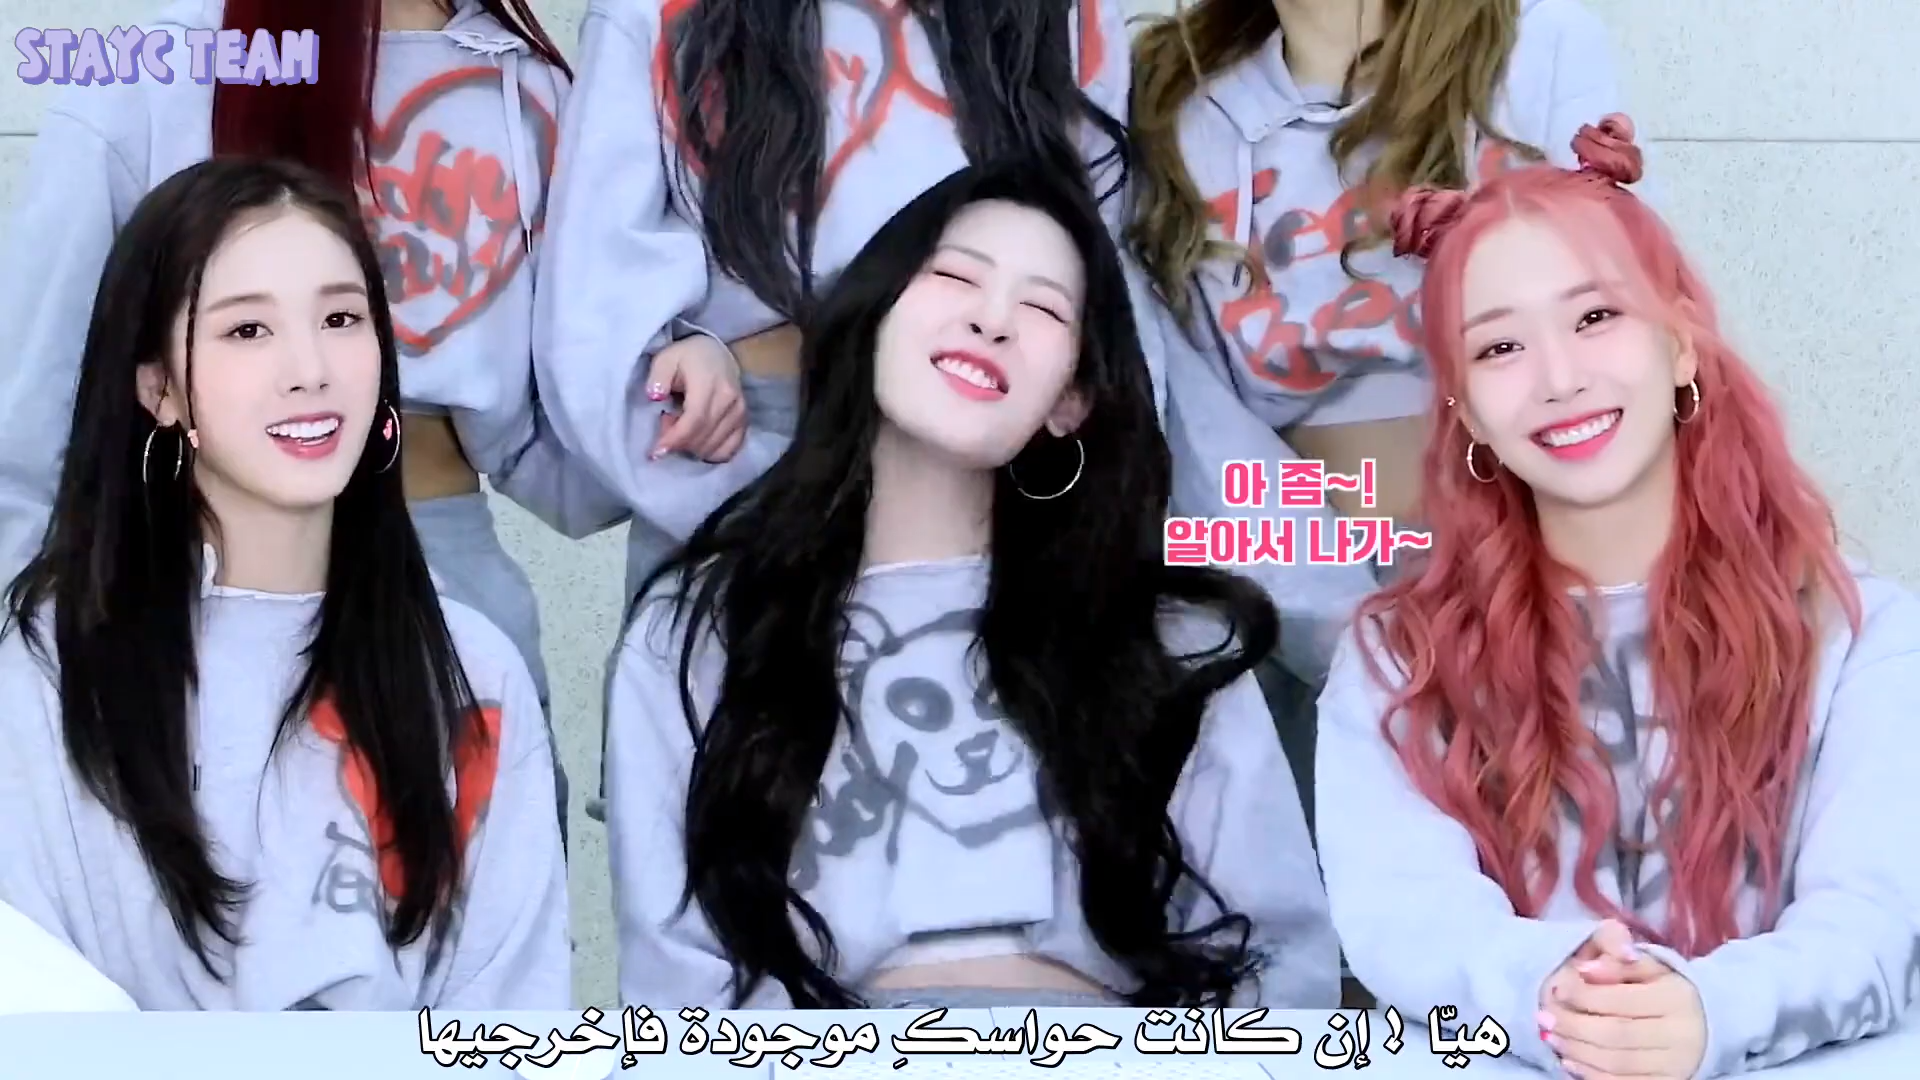 STAYC TEAM
아 좀~!
알아서 나가~
هيّا ! إن كانت حواسكِ موجودة فإخرجيها